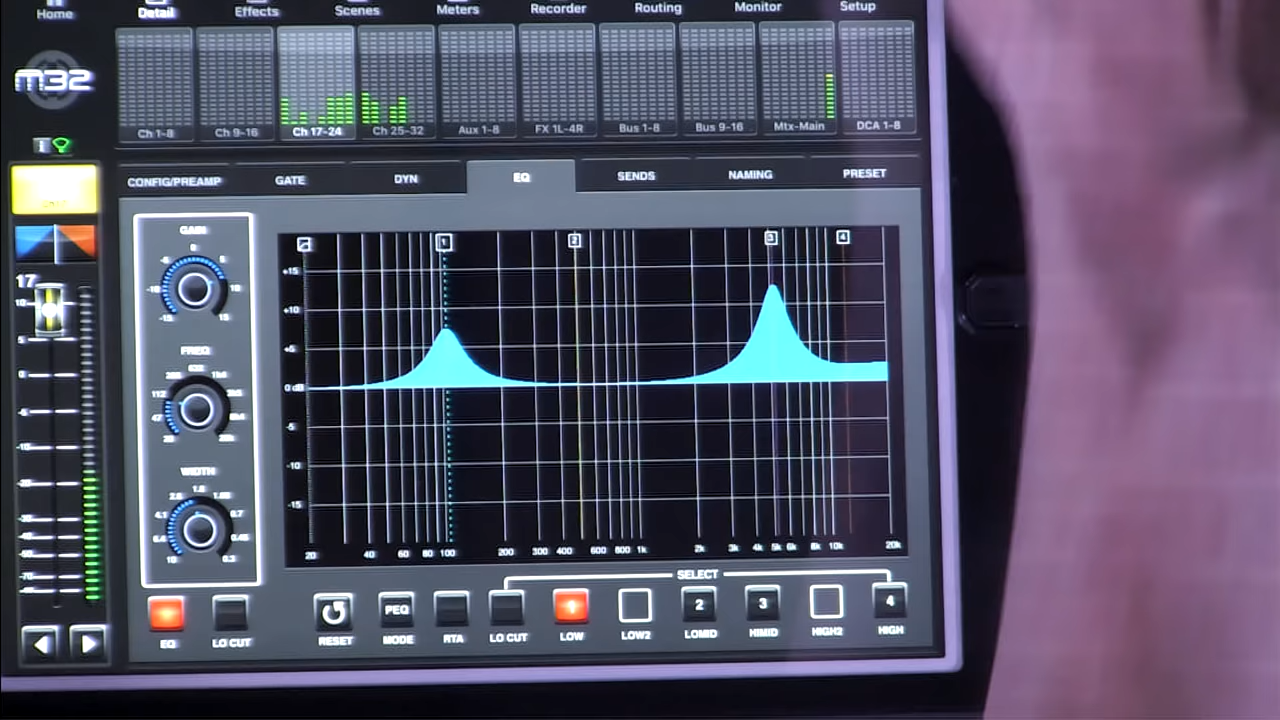 Home Detail Effects Scenes Meters Recorder Routing Monitor Setup
M32
Ch 1-8 Ch 9-16 Ch 17-24 Ch 25-32 Aux 1-8 FX 1L-4R Bus 1-8 Bus 9-16 Mtx-Main DCA 1-8
CONFIG/PREAMP GATE DYN EQ SENDS NAMING PRESET
GAIN
FREQ
WIDTH
17
1 2 3 4
+15
+10
+5
0 dB
-5
-10
-15
20 40 60 80 100 200 300 400 600 800 1k 2k 3k 4k 5k 6k 8k 10k 20k
SELECT
PEQ 1 2 3 4
EQ LO CUT RESET MODE RTA LO CUT LOW LOW2 LOMID HIMID HIGH2 HIGH